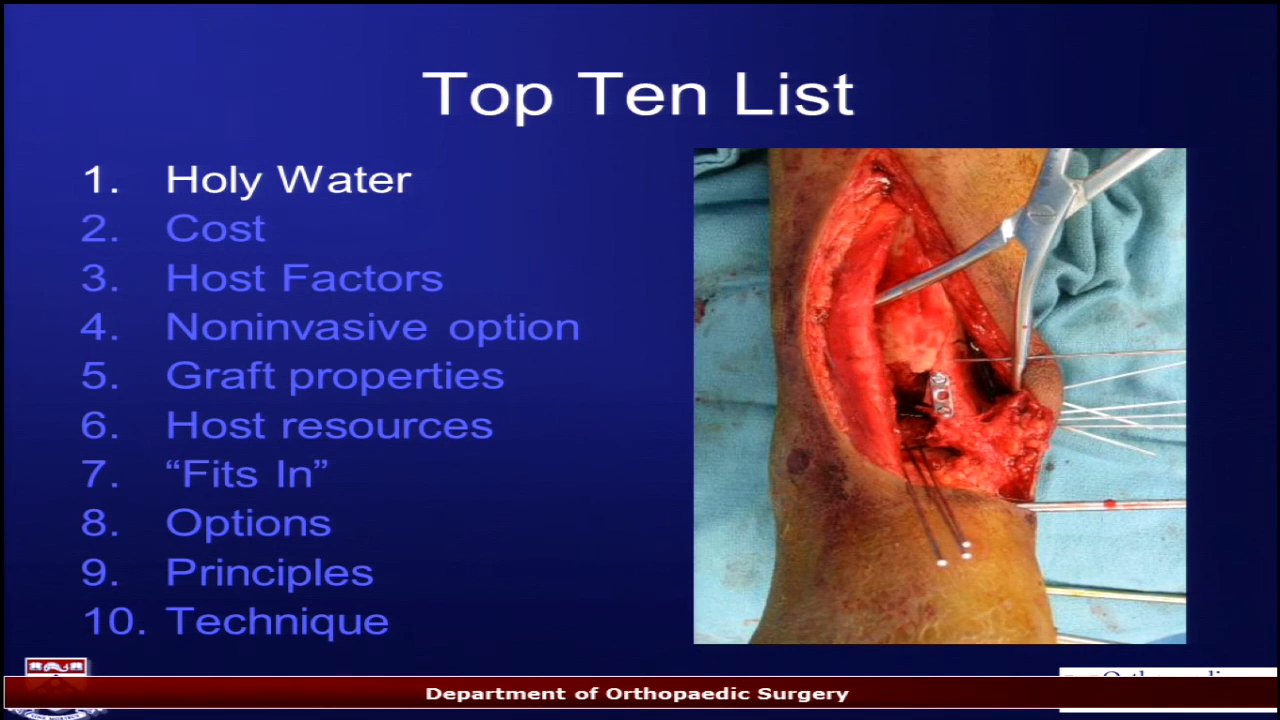 Top Ten List
1. Holy Water
2. Cost
3. Host Factors
4. Noninvasive option
5. Graft properties
6. Host resources
7. “Fits In”
8. Options
9. Principles
10. Technique
Department of Orthopaedic Surgery